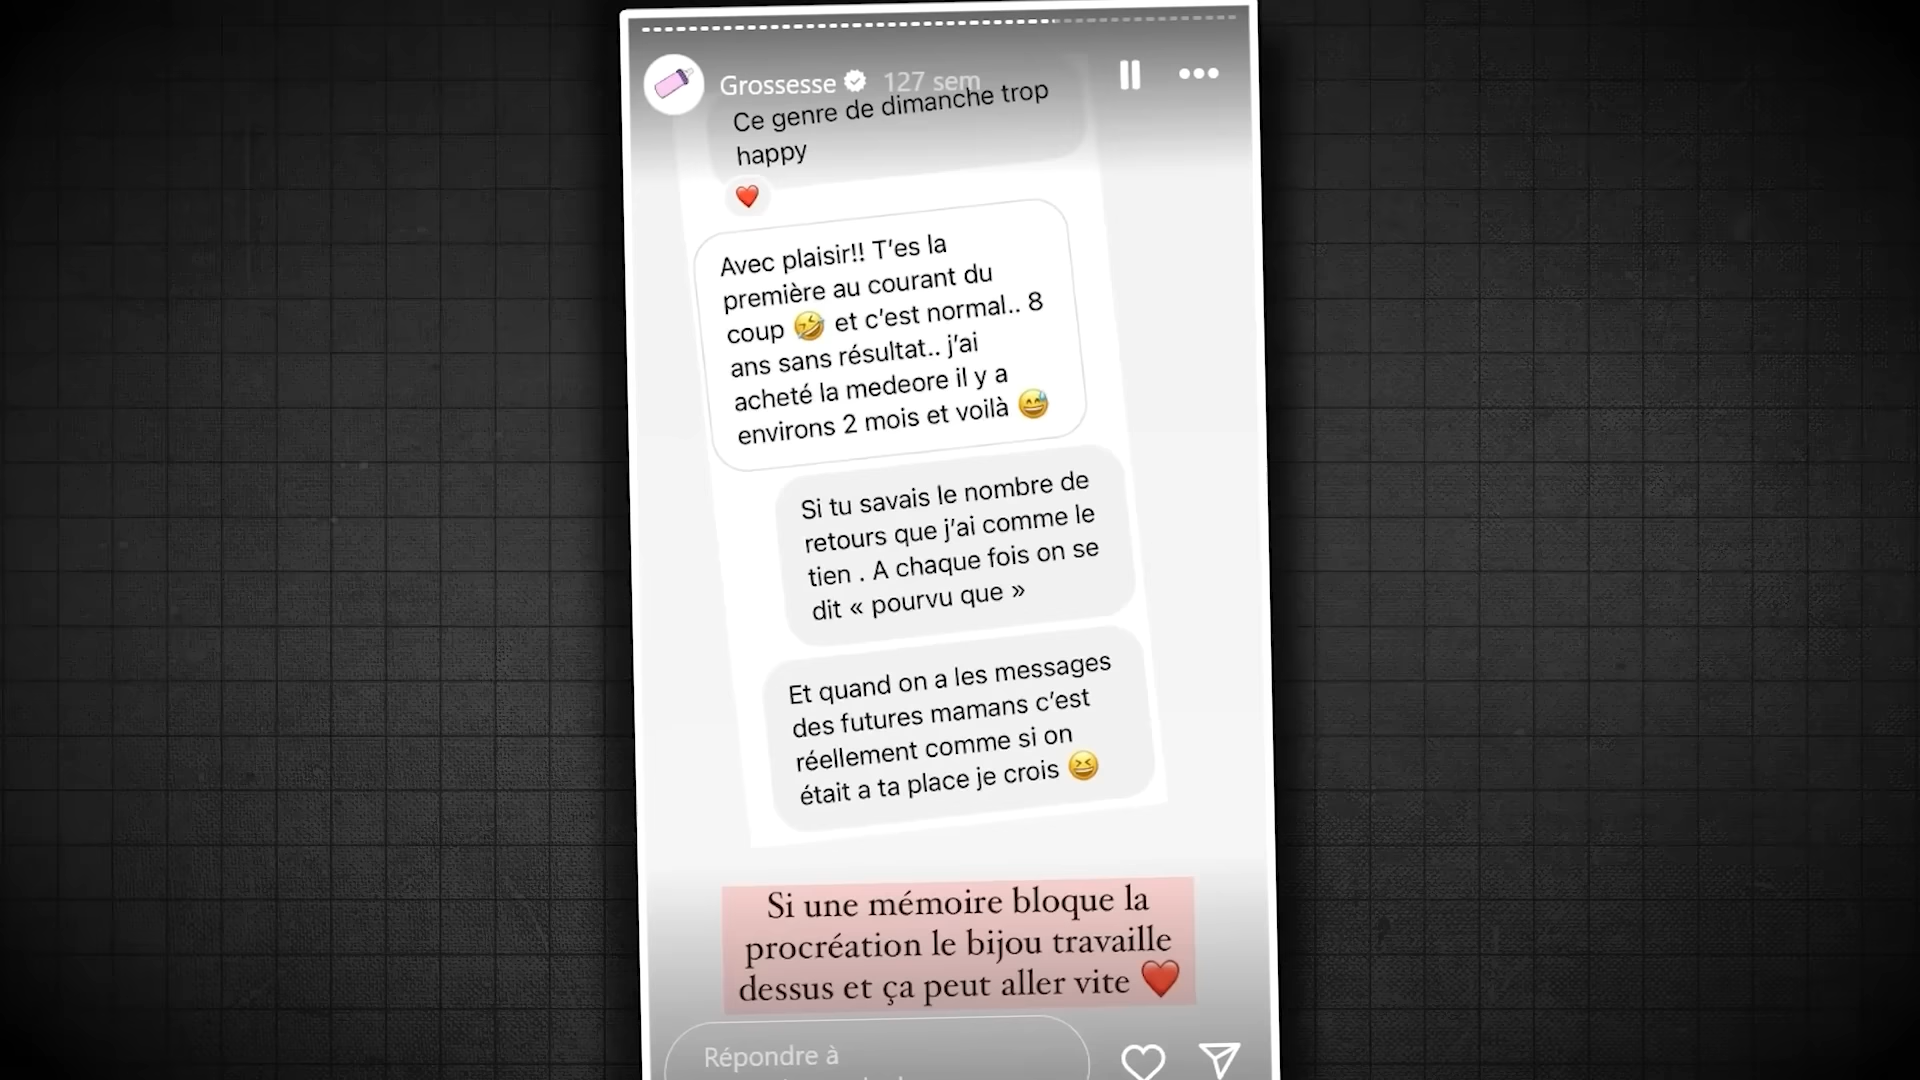 Grossesse 127 sem
Ce genre de dimanche trop
happy
Avec plaisir!! T'es la
première au courant du
coup 🤣 et c'est normal.. 8
ans sans résultat.. j'ai
acheté la medeore il y a
environs 2 mois et voilà 😅
Si tu savais le nombre de
retours que j'ai comme le
tien . A chaque fois on se
dit « pourvu que »
Et quand on a les messages
des futures mamans c'est
réellement comme si on
était a ta place je crois 😆
Si une mémoire bloque la
procréation le bijou travaille
dessus et ça peut aller vite ❤️
Répondre à